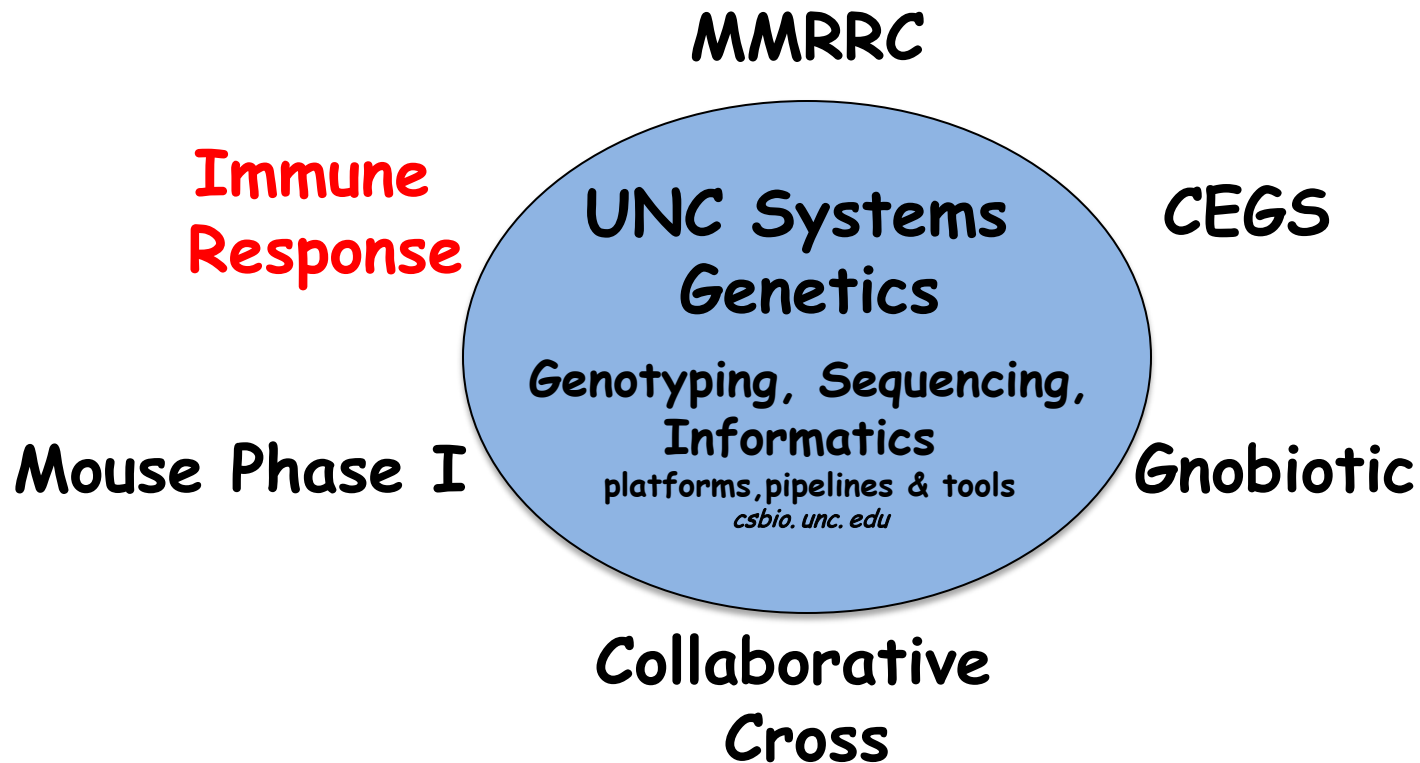 MMRRC
Immune
Response
CEGS
UNC Systems
Genetics
Genotyping, Sequencing,
Informatics
platforms,pipelines & tools
csbio.unc.edu
Mouse Phase I
Gnobiotic
Collaborative
Cross